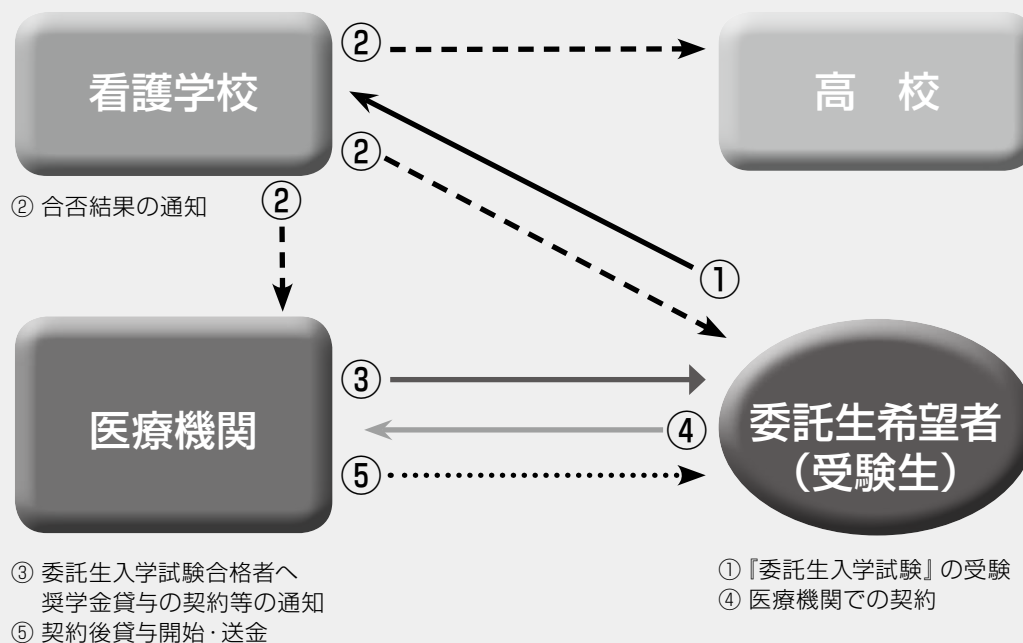 看護学校
②
高　校
②
② 合否結果の通知
②
①
医療機関
③
④
⑤
委託生希望者
（受験生）
③ 委託生入学試験合格者へ
奨学金貸与の契約等の通知
⑤ 契約後貸与開始・送金
①『委託生入学試験』の受験
④ 医療機関での契約